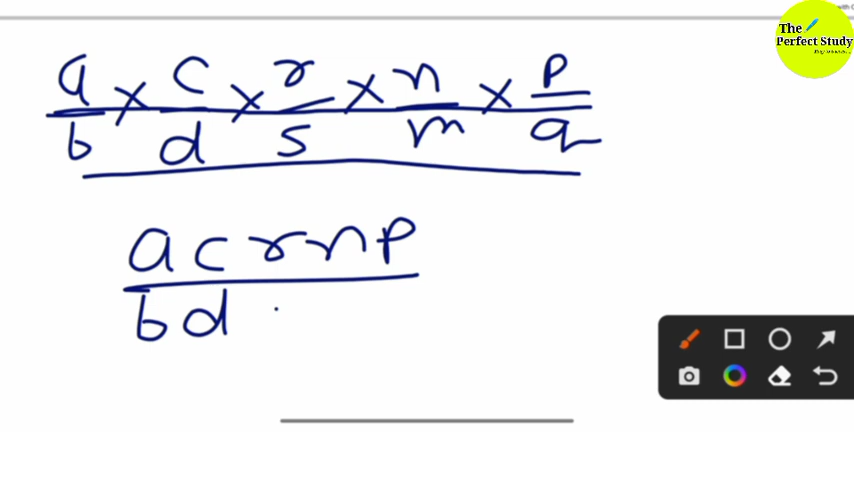 The
Perfect Study
a/b × c/d × r/s × n/m × p/q
acrnp/bd